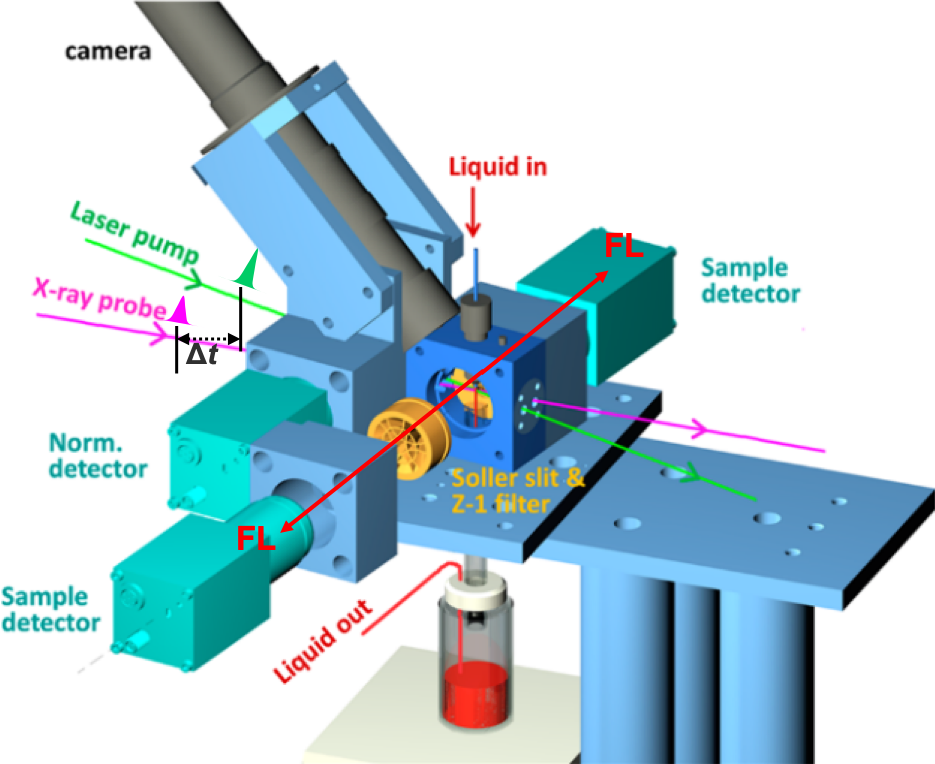 camera
Liquid in
Laser pump
FL
Sample
detector
X-ray probe
Δt
Norm.
detector
Soller slit &
Z-1 filter
FL
Sample
detector
Liquid out